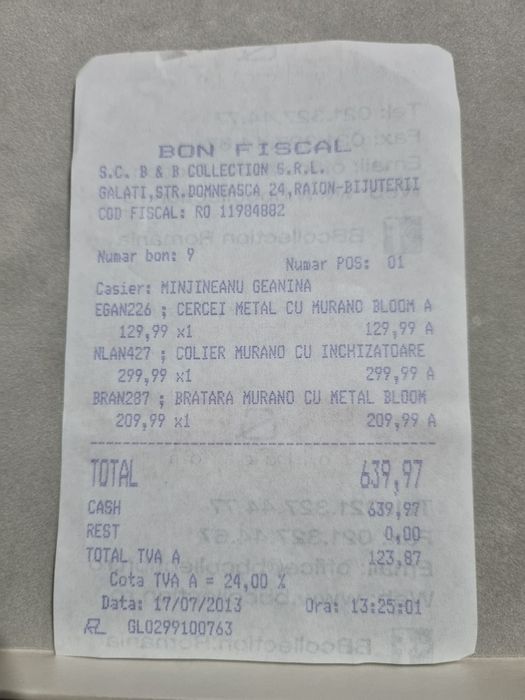 BON FISCAL
S.C. B & B COLLECTION S.R.L.
GALATI,STR.DOMNEASCA 24,RAION-BIJUTERII
COD FISCAL: RO 11984882
Numar bon: 9 Numar POS: 01
Casier: MINJINEANU GEANINA
EGAN226 ; CERCEI METAL CU MURANO BLOOM A
129,99 x1 129,99 A
NLAN427 ; COLIER MURANO CU INCHIZATOARE
299,99 x1 299,99 A
BRAN287 ; BRATARA MURANO CU METAL BLOOM
209,99 x1 209,99 A
TOTAL 639,97
CASH 639,97
REST 0,00
TOTAL TVA A 123,87
Cota TVA A = 24,00 %
Data: 17/07/2013 Ora: 13:25:01
GL0299100763